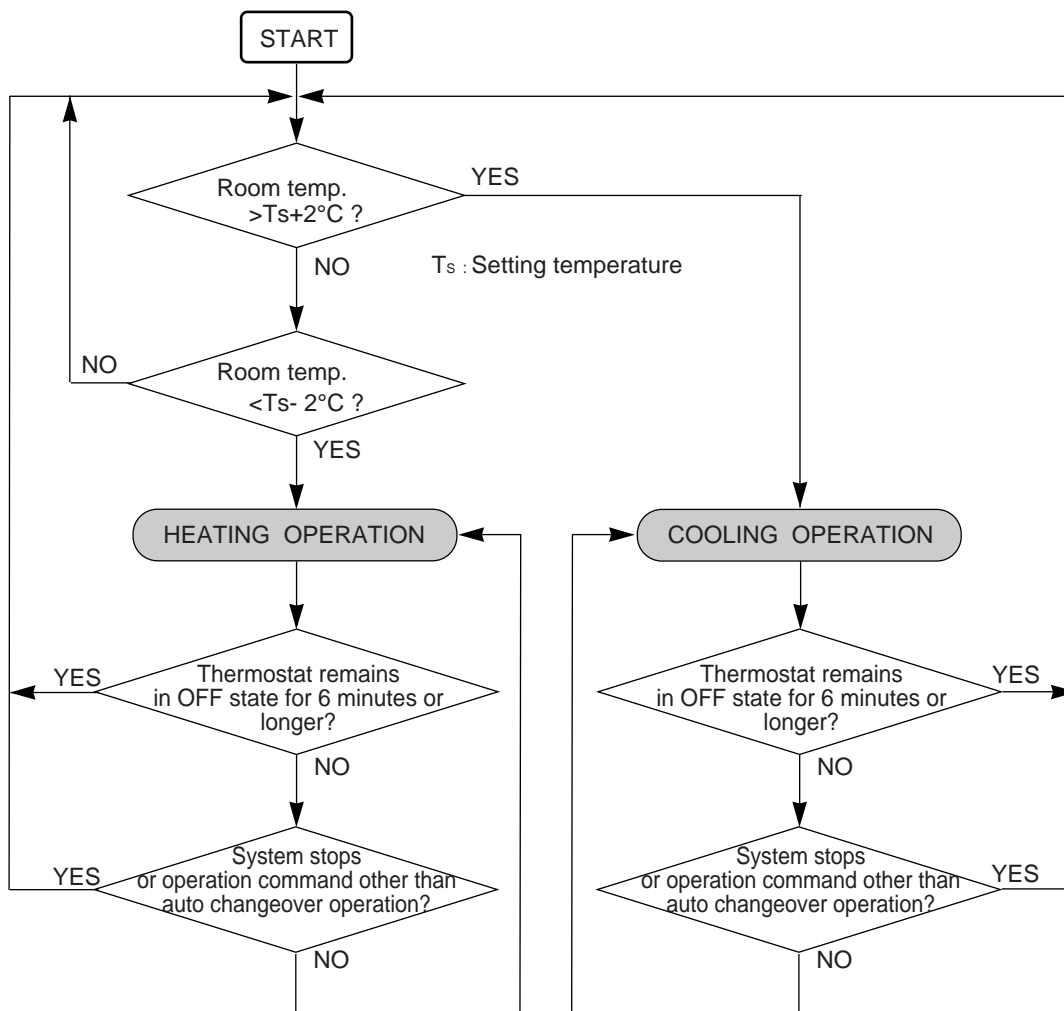 START
Room temp.
>Ts+2°C ?
YES
NO
Ts : Setting temperature
Room temp.
<Ts- 2°C ?
NO
YES
HEATING OPERATION
COOLING OPERATION
Thermostat remains
in OFF state for 6 minutes or
longer?
YES
NO
Thermostat remains
in OFF state for 6 minutes or
longer?
YES
NO
System stops
or operation command other than
auto changeover operation?
YES
NO
System stops
or operation command other than
auto changeover operation?
YES
NO